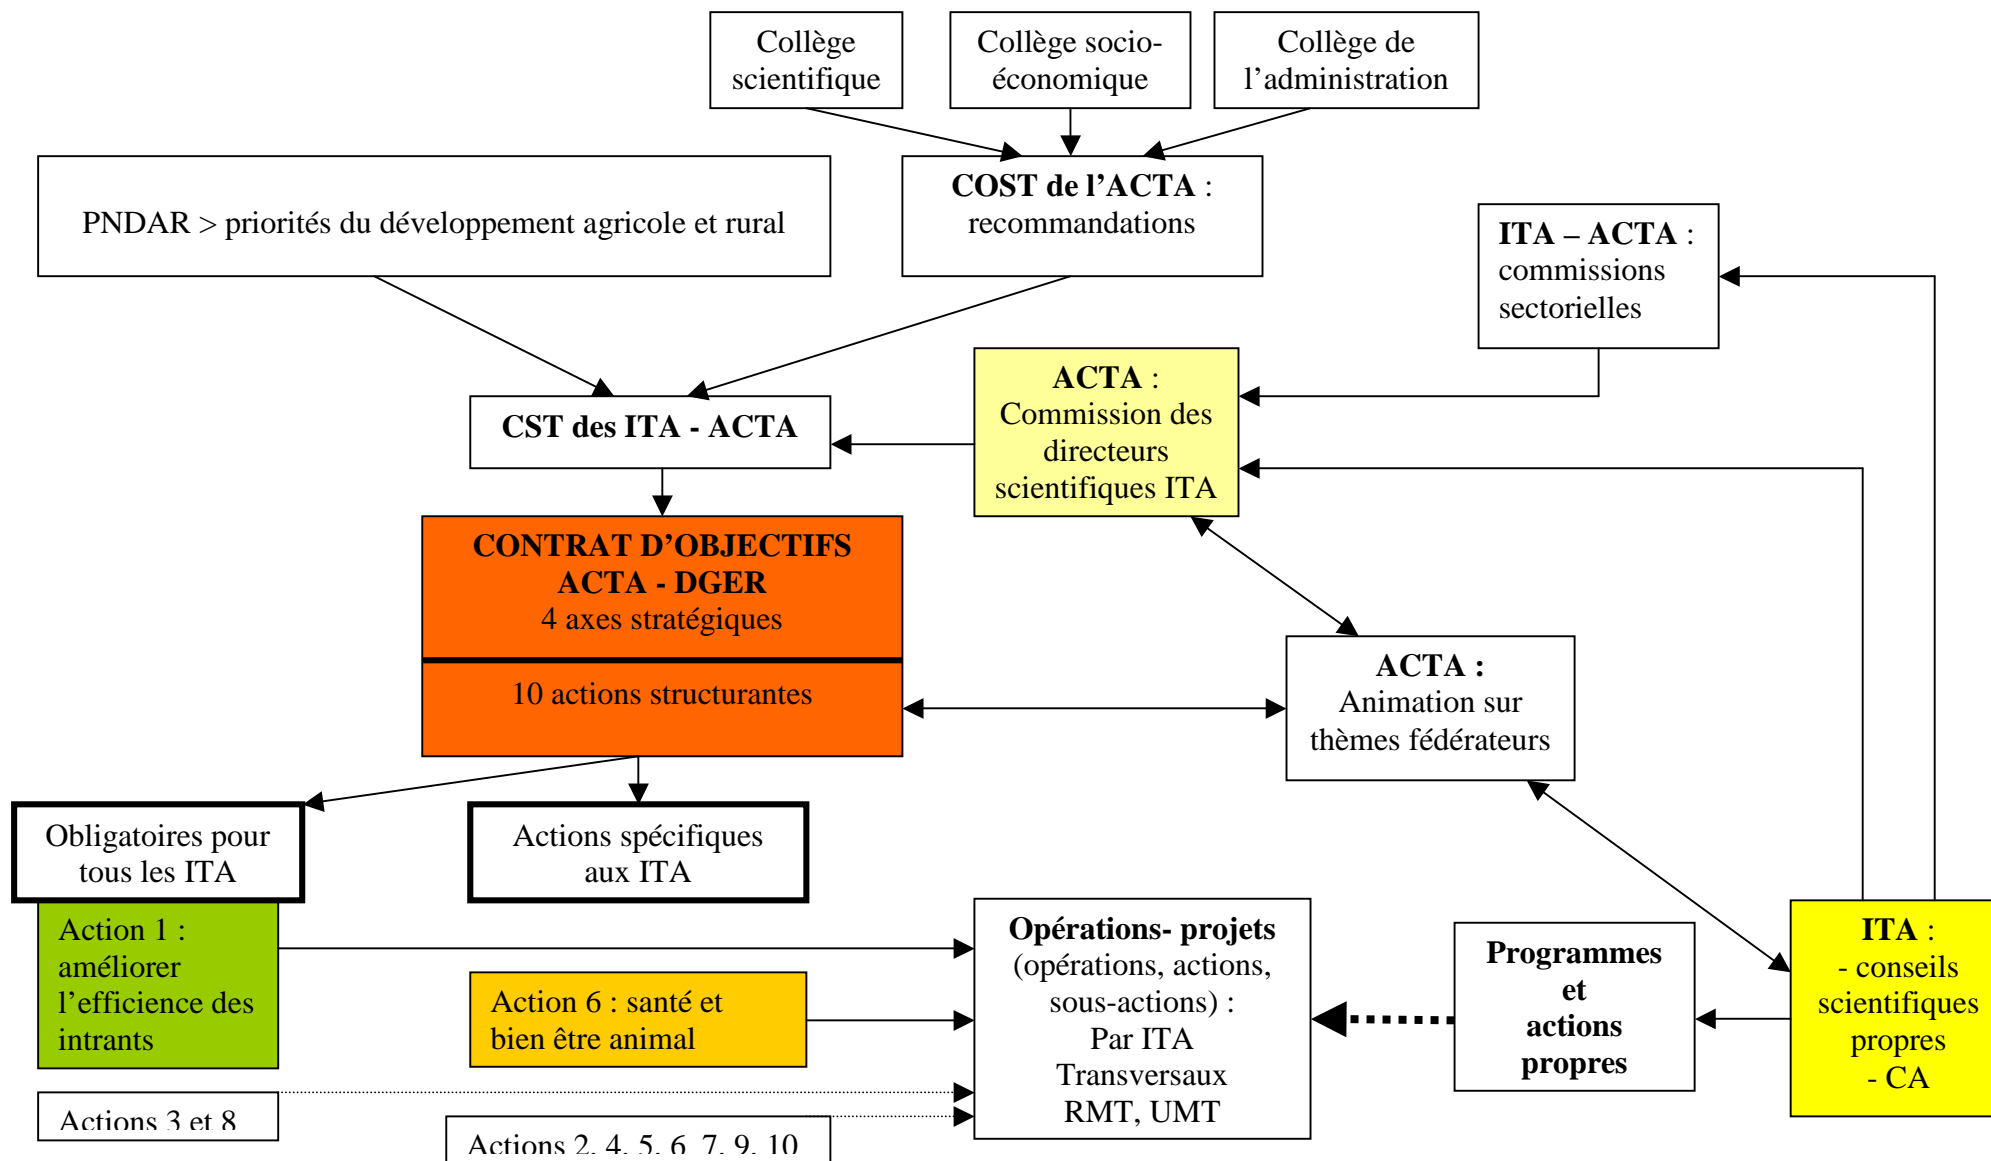 Collège
scientifique
Collège socio-
économique
Collège de
l’administration
PNDAR > priorités du développement agricole et rural
COST de l’ACTA :
recommandations
ITA – ACTA :
commissions
sectorielles
ACTA :
Commission des
directeurs
scientifiques ITA
CST des ITA - ACTA
CONTRAT D’OBJECTIFS
ACTA - DGER
4 axes stratégiques
10 actions structurantes
ACTA :
Animation sur
thèmes fédérateurs
Obligatoires pour
tous les ITA
Actions spécifiques
aux ITA
Action 1 :
améliorer
l’efficience des
intrants
Action 6 : santé et
bien être animal
Opérations- projets
(opérations, actions,
sous-actions) :
Par ITA
Transversaux
RMT, UMT
Programmes
et
actions
propres
ITA :
- conseils
scientifiques
propres
- CA
Actions 3 et 8
Actions 2, 4, 5, 6 7, 9, 10